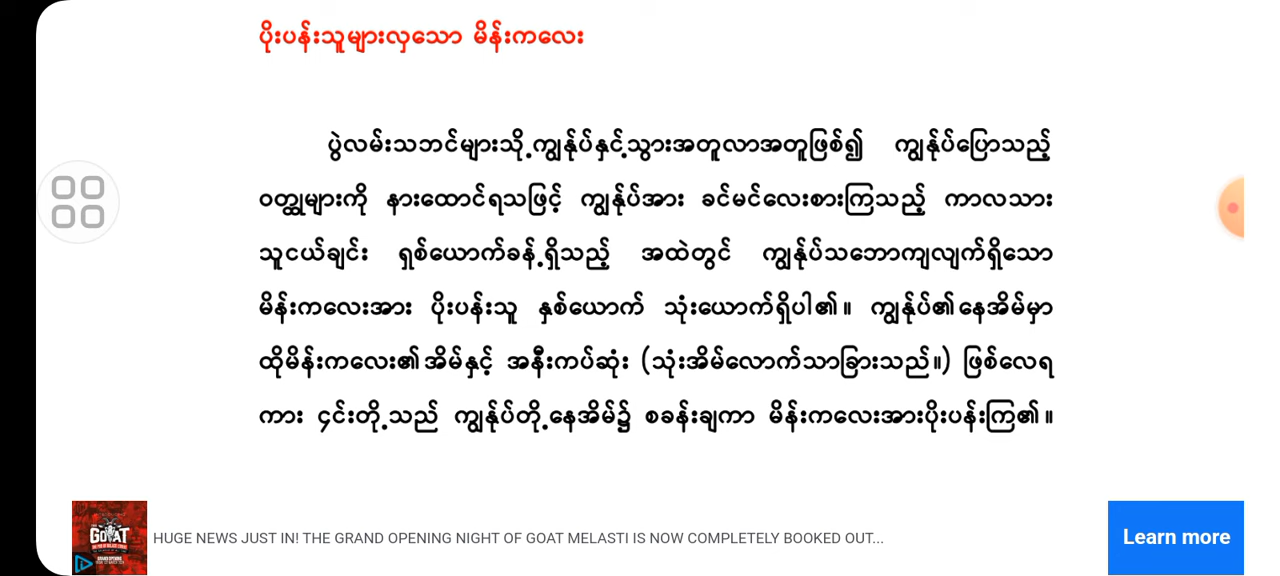 ပိုးပန်းသူများလှသော မိန်းကလေး
ပွဲလမ်းသဘင်များသို့ ကျွန်ုပ်နှင့်သွားအတူလာအတူဖြစ်၍ ကျွန်ုပ်ပြောသည့်
ဝတ္ထုများကို နားထောင်ရသဖြင့် ကျွန်ုပ်အား ခင်မင်လေးစားကြသည့် ကာလသား
သူငယ်ချင်း ရှစ်ယောက်ခန့်ရှိသည့် အထဲတွင် ကျွန်ုပ်သဘောကျလျက်ရှိသော
မိန်းကလေးအား ပိုးပန်းသူ နှစ်ယောက် သုံးယောက်ရှိပါ၏။ ကျွန်ုပ်၏နေအိမ်မှာ
ထိုမိန်းကလေး၏အိမ်နှင့် အနီးကပ်ဆုံး (သုံးအိမ်လောက်သာခြားသည်။) ဖြစ်လေရ
ကား ၄င်းတို့သည် ကျွန်ုပ်တို့နေအိမ်၌ စခန်းချကာ မိန်းကလေးအားပိုးပန်းကြ၏။
GOAT
GRAND OPENING
HUGE NEWS JUST IN! THE GRAND OPENING NIGHT OF GOAT MELASTI IS NOW COMPLETELY BOOKED OUT...
Learn more